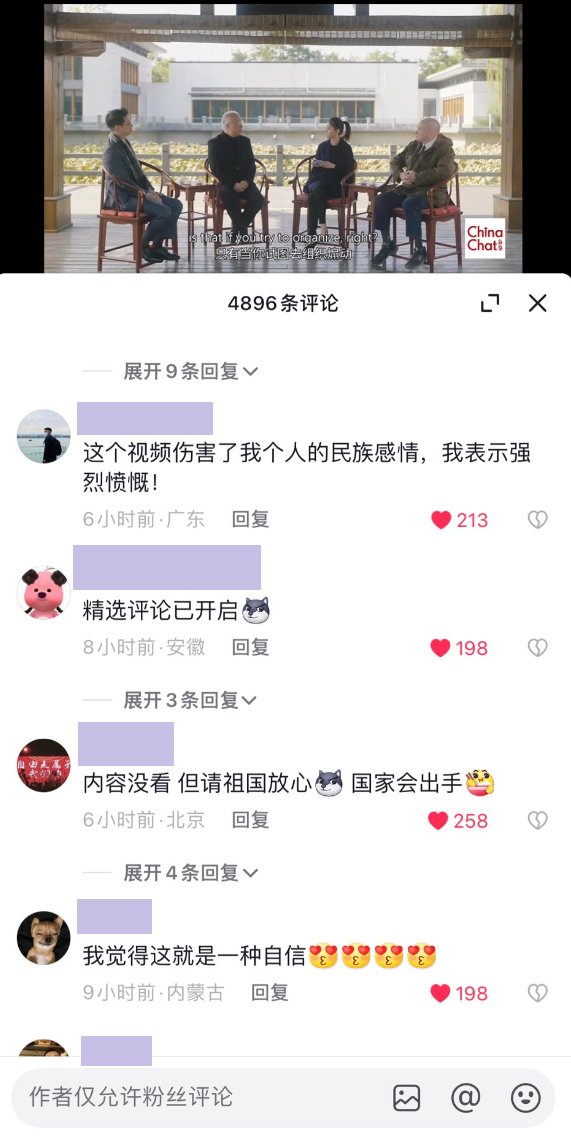 is that if you try to organize, right?
只有当你试图去组织煽动
China
Chat
4896条评论
展开9条回复
这个视频伤害了我个人的民族感情，我表示强
烈愤慨！
6小时前·广东 回复
213
精选评论已开启
8小时前·安徽 回复
198
展开3条回复
内容没看 但请祖国放心 国家会出手
6小时前·北京 回复
258
展开4条回复
我觉得这就是一种自信
9小时前·内蒙古 回复
198
作者仅允许粉丝评论